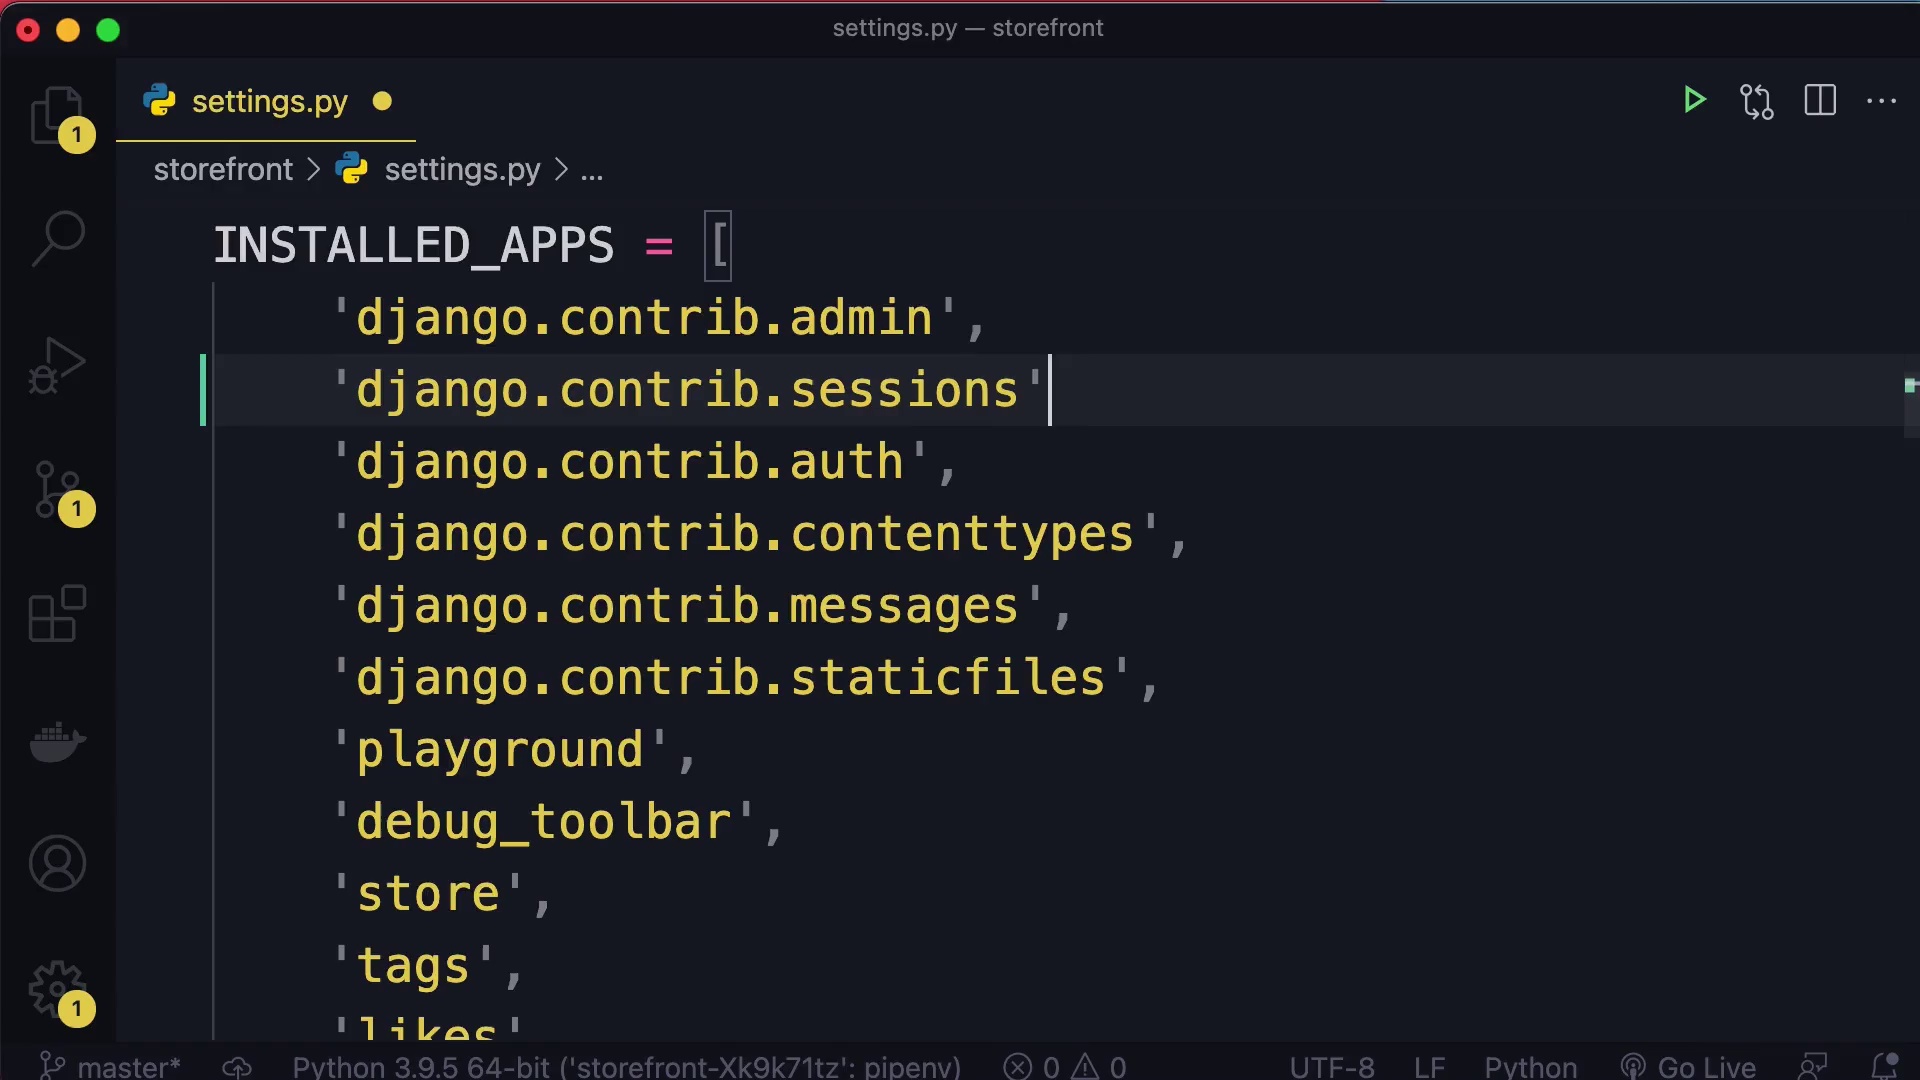 settings.py — storefront
settings.py
storefront > settings.py > ...
INSTALLED_APPS = [
'django.contrib.admin',
'django.contrib.sessions'
'django.contrib.auth',
'django.contrib.contenttypes',
'django.contrib.messages',
'django.contrib.staticfiles',
'playground',
'debug_toolbar',
'store',
'tags',
'likes'
1
1
1
master* Python 3.9.5 64-bit ('storefront-Xk9k71tz': pipenv) 0 0 UTF-8 LF Python Go Live